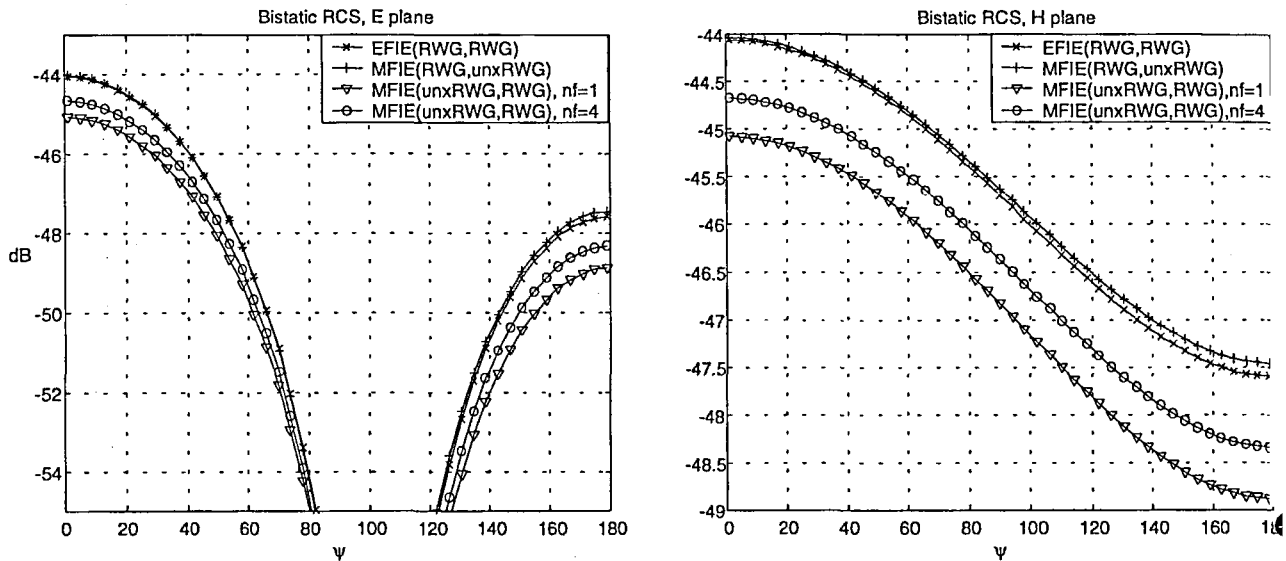 Bistatic RCS, E plane
EFIE(RWG,RWG)
MFIE(RWG,unxRWG)
MFIE(unxRWG,RWG), nf=1
MFIE(unxRWG,RWG), nf=4
-44
-46
-48
-50
-52
-54
dB
0 20 40 60 80 100 120 140 160 180
ψ
Bistatic RCS, H plane
EFIE(RWG,RWG)
MFIE(RWG,unxRWG)
MFIE(unxRWG,RWG),nf=1
MFIE(unxRWG,RWG),nf=4
-44
-44.5
-45
-45.5
-46
-46.5
-47
-47.5
-48
-48.5
-49
0 20 40 60 80 100 120 140 160
ψ